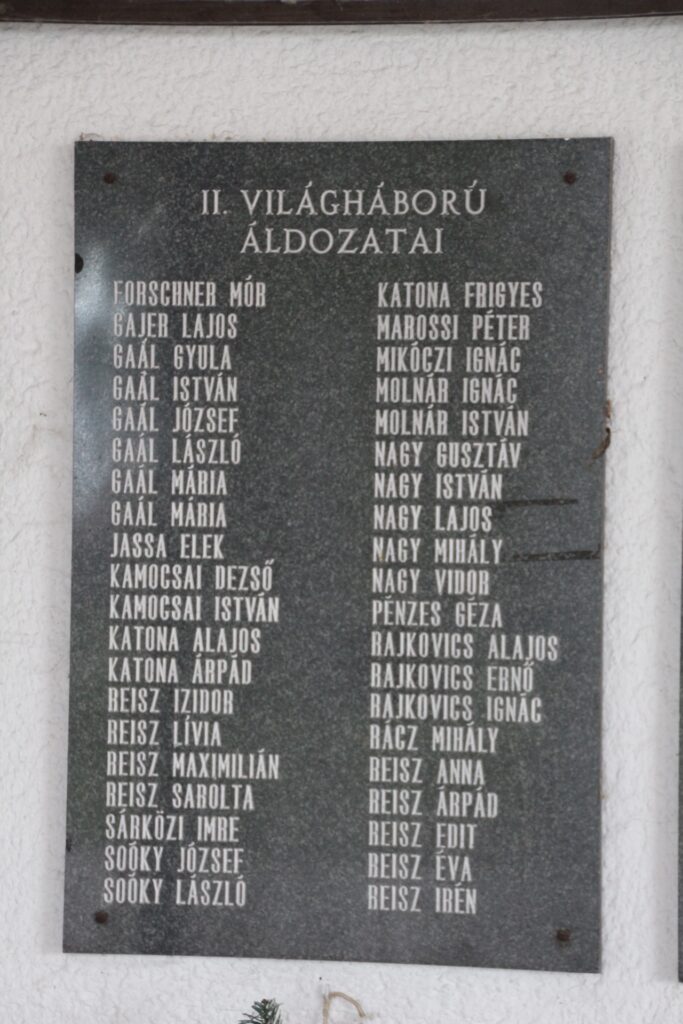 II. VILÁGHÁBORÚ
ÁLDOZATAI
FORSCHNER MÓR
GAJER LAJOS
GAÁL GYULA
GAÁL ISTVÁN
GAÁL JÓZSEF
GAÁL LÁSZLÓ
GAÁL MÁRIA
GAÁL MÁRIA
JASSA ELEK
KAMOCSAI DEZSŐ
KAMOCSAI ISTVÁN
KATONA ALAJOS
KATONA ÁRPÁD
REISZ IZIDOR
REISZ LÍVIA
REISZ MAXIMILIÁN
REISZ SAROLTA
SÁRKÖZI IMRE
SOÓKY JÓZSEF
SOÓKY LÁSZLÓ
KATONA FRIGYES
MAROSSI PÉTER
MIKÓCZI IGNÁC
MOLNÁR IGNÁC
MOLNÁR ISTVÁN
NAGY GUSZTÁV
NAGY ISTVÁN
NAGY LAJOS
NAGY MIHÁLY
NAGY VIDOR
PÉNZES GÉZA
RAJKOVICS ALAJOS
RAJKOVICS ERNŐ
RAJKOVICS IGNÁC
RÁCZ MIHÁLY
REISZ ANNA
REISZ ÁRPÁD
REISZ EDIT
REISZ ÉVA
REISZ IRÉN